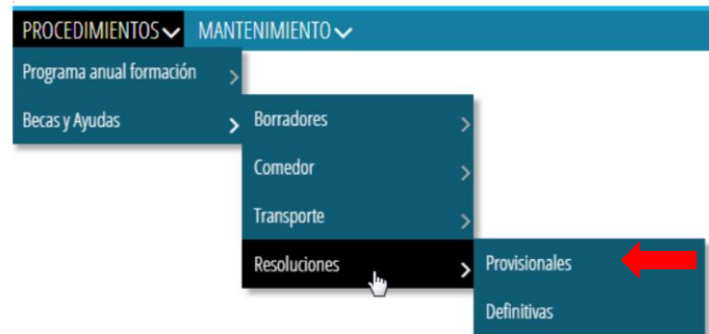 PROCEDIMIENTOS MANTENIMIENTO
Programa anual formación
Becas y Ayudas
Borradores
Comedor
Transporte
Resoluciones
Provisionales
Definitivas